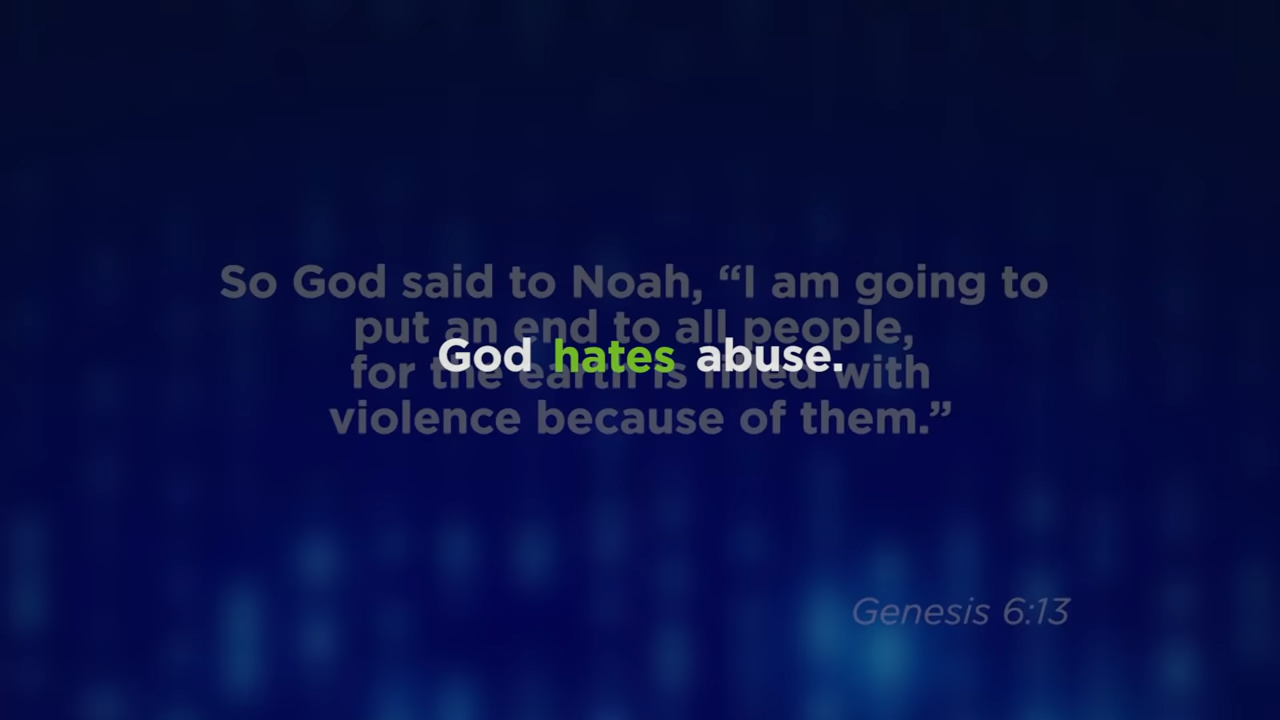 So God said to Noah, “I am going to
put an end to all people,
God hates abuse.
for the earth is filled with
violence because of them.”
Genesis 6:13